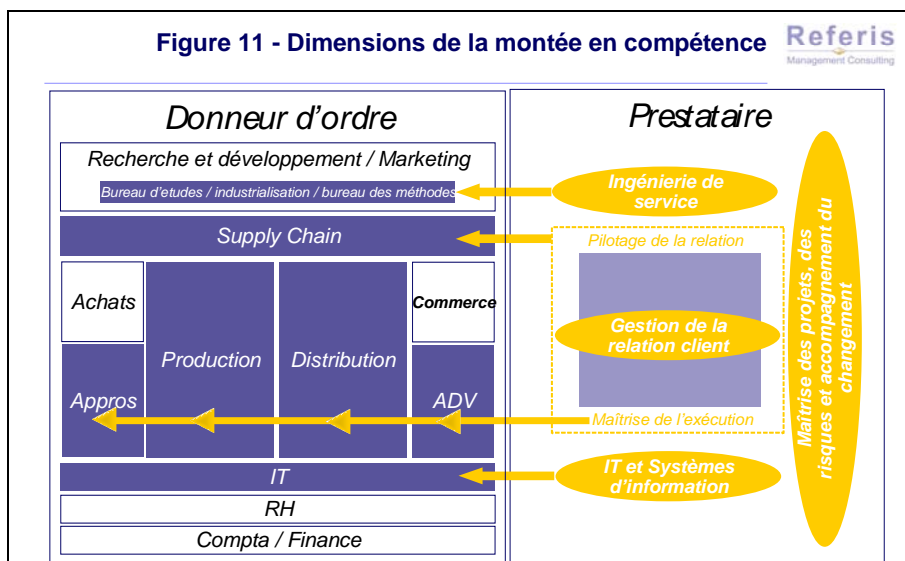 Figure 11 - Dimensions de la montée en compétence
Referis
Management Consulting
Donneur d'ordre
Recherche et développement / Marketing
Bureau d'etudes / industrialisation / bureau des méthodes
Supply Chain
Achats
Commerce
Production
Distribution
Appros
ADV
IT
RH
Compta / Finance
Prestataire
Ingénierie de
service
Pilotage de la relation
Gestion de la
relation client
Maîtrise de l'exécution
IT et Systèmes
d'information
Maîtrise des projets, des
risques et accompagnement du
changement